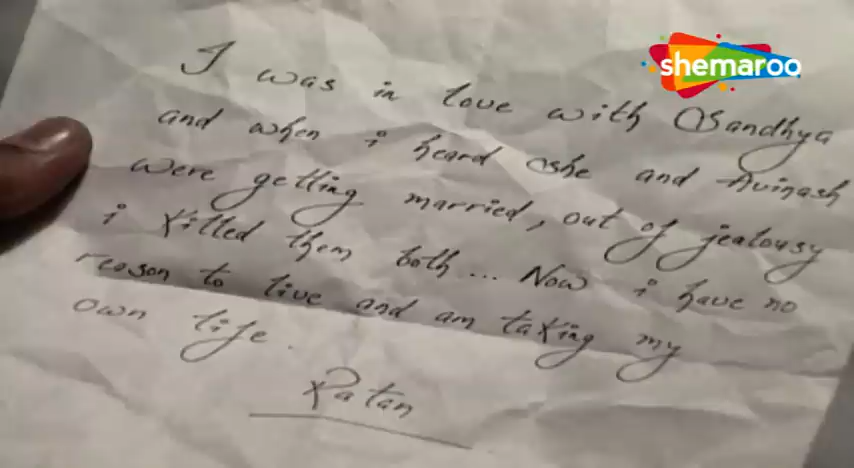 shemaroo
I was in love with Sandhya
and when i heard she and Avinash
were getting married, out of jealousy
i killed them both... Now i have no
reason to live and am taking my
own life.
Ratan